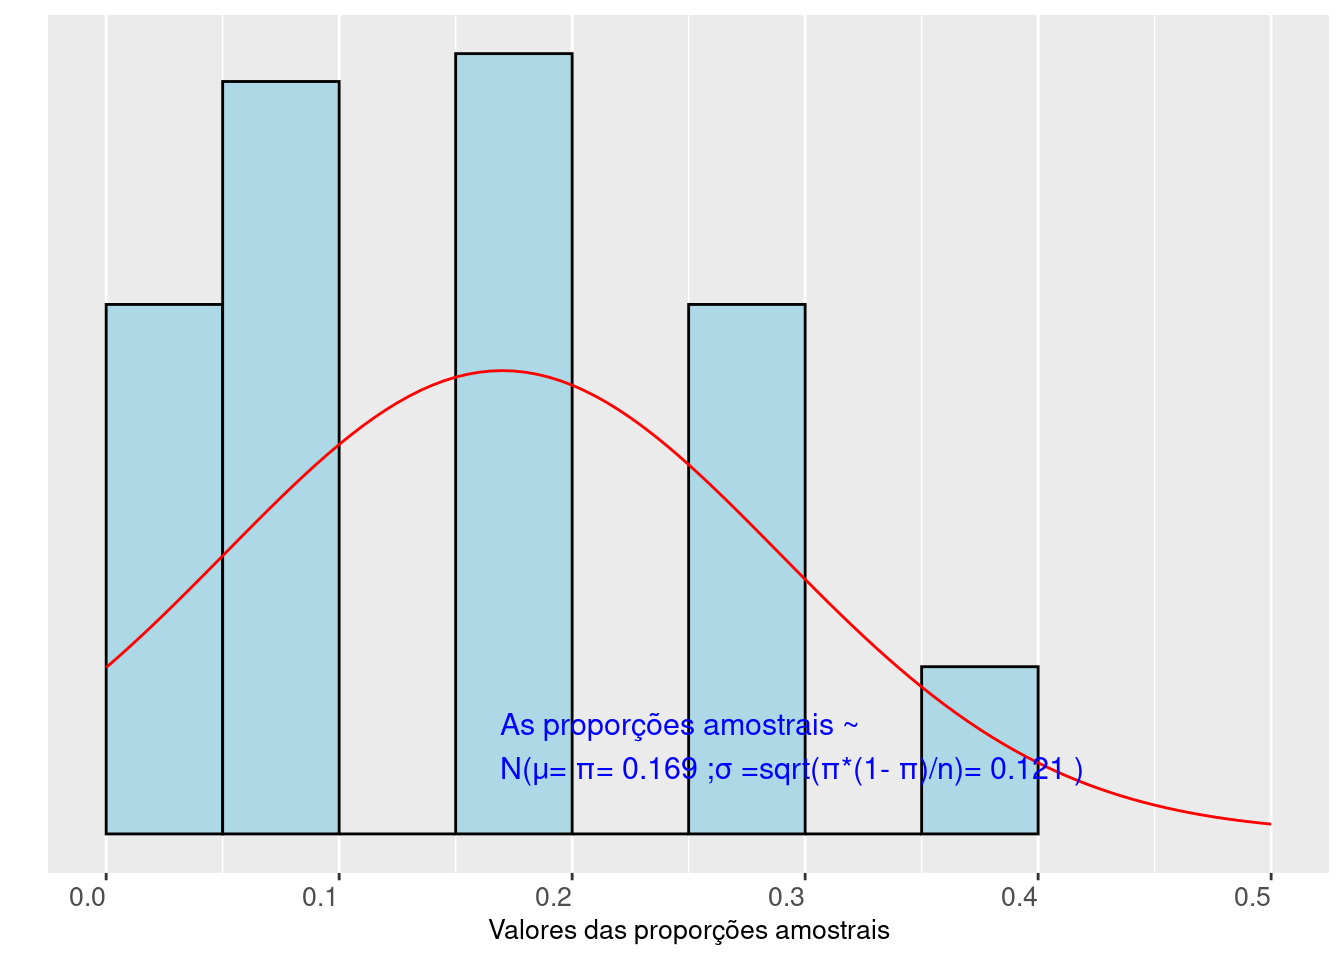 As proporções amostrais ~
N(μ= π= 0.169 ;σ =sqrt(π*(1- π)/n)= 0.121 )
0.0 0.1 0.2 0.3 0.4 0.5
Valores das proporções amostrais